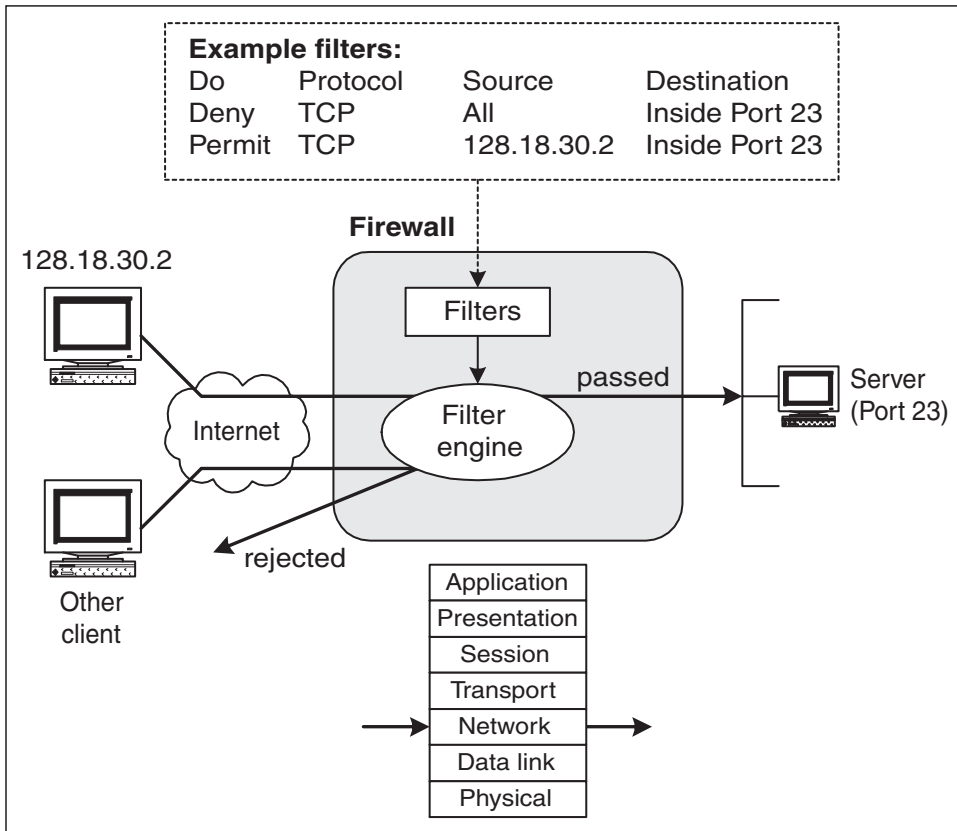 Example filters:
Do Protocol Source Destination
Deny TCP All Inside Port 23
Permit TCP 128.18.30.2 Inside Port 23
Firewall
128.18.30.2
Filters
passed
Server
(Port 23)
Internet
Filter
engine
rejected
Other
client
Application
Presentation
Session
Transport
Network
Data link
Physical